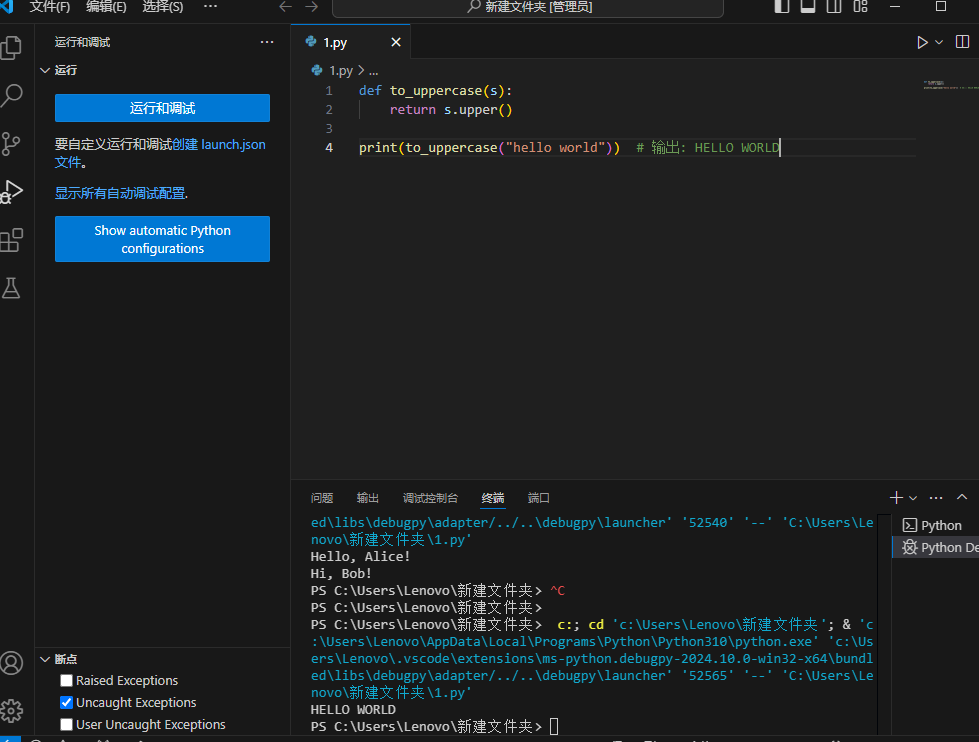 文件(F) 编辑(E) 选择(S) ··· 新建文件夹 [管理员]
运行和调试 ···
运行
运行和调试
要自定义运行和调试创建 launch.json
文件。
显示所有自动调试配置.
Show automatic Python
configurations
断点
Raised Exceptions
Uncaught Exceptions
User Uncaught Exceptions
1.py
1.py > ...
1 def to_uppercase(s):
2 return s.upper()
3
4 print(to_uppercase("hello world")) # 输出: HELLO WORLD
问题 输出 调试控制台 终端 端口
ed\libs\debugpy\adapter/../..\debugpy\launcher' '52540' '--' 'C:\Users\Le
novo\新建文件夹\1.py'
Hello, Alice!
Hi, Bob!
PS C:\Users\Lenovo\新建文件夹> ^C
PS C:\Users\Lenovo\新建文件夹>
PS C:\Users\Lenovo\新建文件夹> c:; cd 'c:\Users\Lenovo\新建文件夹'; & 'c
:\Users\Lenovo\AppData\Local\Programs\Python\Python310\python.exe' 'c:\Us
ers\Lenovo\.vscode\extensions\ms-python.debugpy-2024.10.0-win32-x64\bundl
ed\libs\debugpy\adapter/../..\debugpy\launcher' '52565' '--' 'C:\Users\Le
novo\新建文件夹\1.py'
HELLO WORLD
PS C:\Users\Lenovo\新建文件夹>
Python
Python De